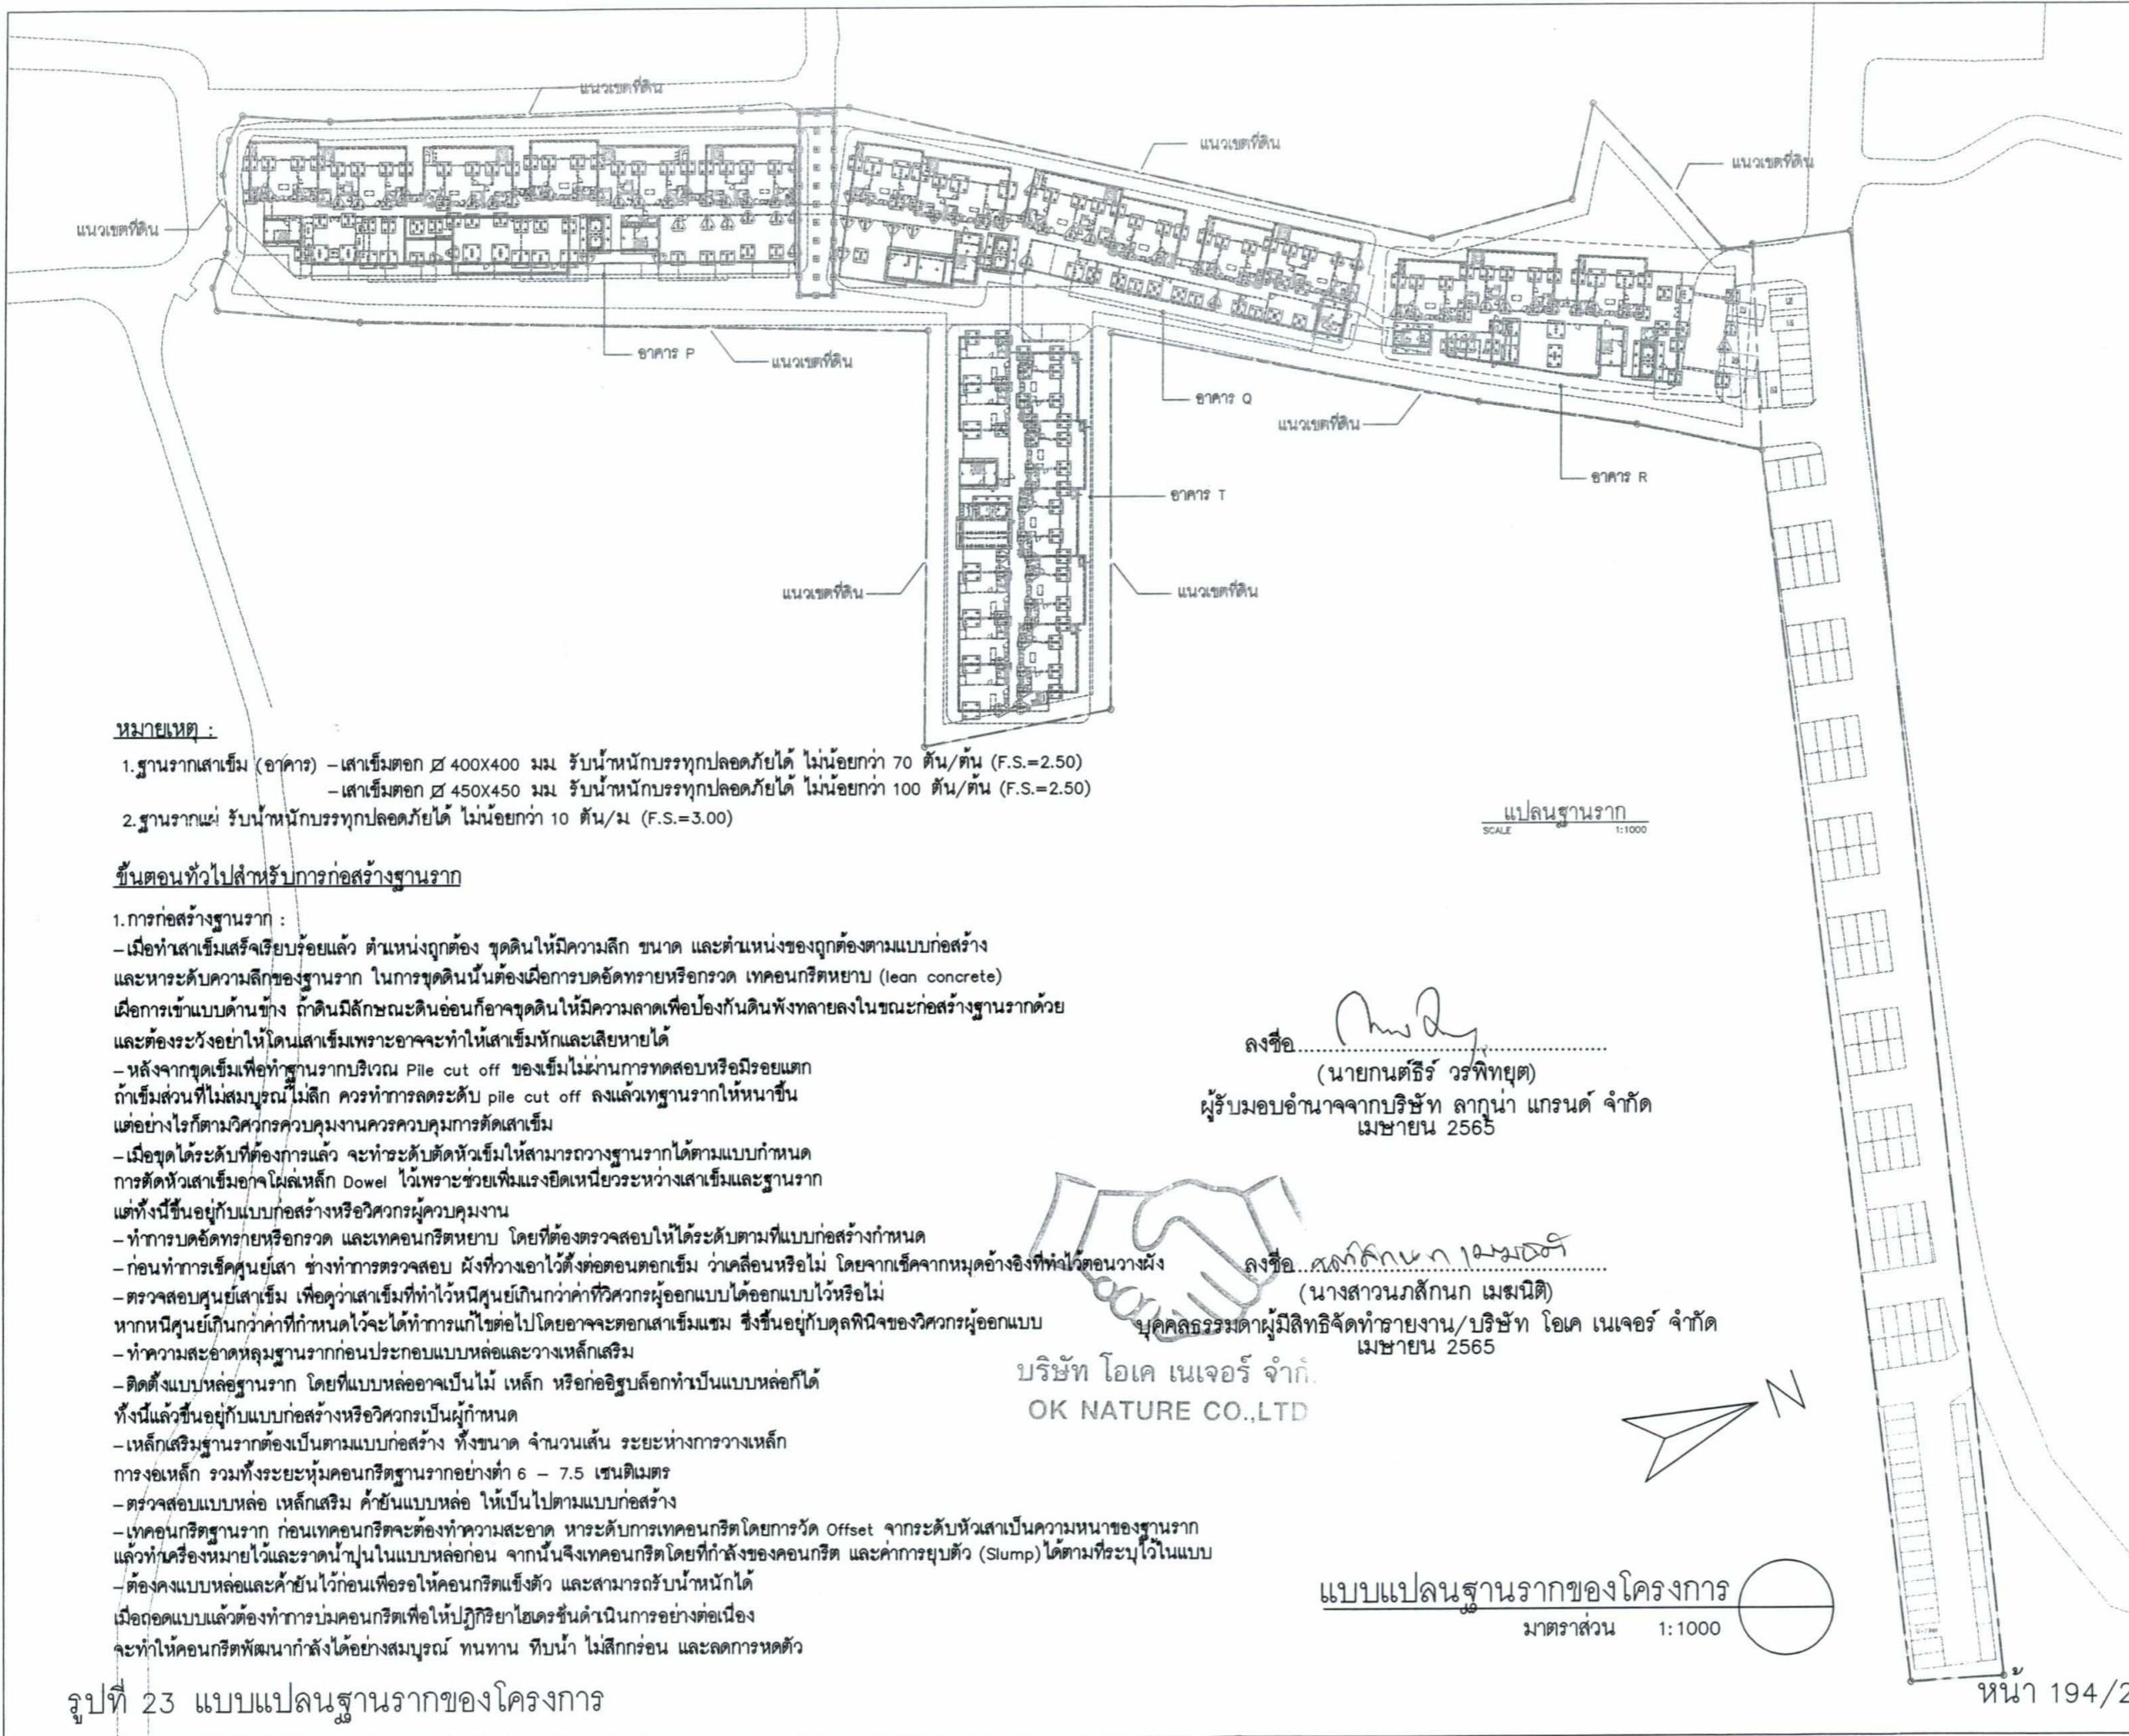 แนวเขตที่ดิน
แนวเขตที่ดิน
แนวเขตที่ดิน
แนวเขตที่ดิน
อาคาร P
แนวเขตที่ดิน
อาคาร Q
แนวเขตที่ดิน
อาคาร R
อาคาร T
แนวเขตที่ดิน
แนวเขตที่ดิน
หมายเหตุ :
1.ฐานรากเสาเข็ม (อาคาร) -เสาเข็มตอก 400X400 มม. รับน้ำหนักบรรทุกปลอดภัยได้ ไม่น้อยกว่า 70 ตัน/ต้น (F.S.=2.50)
-เสาเข็มตอก 450X450 มม. รับน้ำหนักบรรทุกปลอดภัยได้ ไม่น้อยกว่า 100 ตัน/ต้น (F.S.=2.50)
2.ฐานรากแผ่ รับน้ำหนักบรรทุกปลอดภัยได้ ไม่น้อยกว่า 10 ตัน/ม (F.S.=3.00)
แปลนฐานราก
SCALE 1:1000
ขั้นตอนทั่วไปสำหรับการก่อสร้างฐานราก
1.การก่อสร้างฐานราก :
-เมื่อทำเสาเข็มเสร็จเรียบร้อยแล้ว ตำแหน่งถูกต้อง ขุดดินให้มีความลึก ขนาด และตำแหน่งของถูกต้องตามแบบก่อสร้าง
และหาระดับความลึกของฐานราก ในการขุดดินนั้นต้องเผื่อการบดอัดทรายหรือกรวด เทคอนกรีตหยาบ (lean concrete)
เผื่อการเข้าแบบด้านข้าง ถ้าดินมีลักษณะดินอ่อนก็อาจขุดดินให้มีความลาดเพื่อป้องกันดินพังทลายลงในขณะก่อสร้างฐานรากด้วย
และต้องระวังอย่าให้โดนเสาเข็มเพราะอาจจะทำให้เสาเข็มหักและเสียหายได้
-หลังจากขุดเข็มเพื่อทำฐานรากบริเวณ Pile cut off ของเข็มไม่ผ่านการทดสอบหรือมีรอยแตก
ถ้าเข็มส่วนที่ไม่สมบูรณ์ไม่ลึก ควรทำการลดระดับ pile cut off ลงแล้วเทฐานรากให้หนาขึ้น
แต่อย่างไรก็ตามวิศวกรควบคุมงานควรควบคุมการตัดเสาเข็ม
-เมื่อขุดได้ระดับที่ต้องการแล้ว จะทำระดับตัดหัวเข็มให้สามารถวางฐานรากได้ตามแบบกำหนด
การตัดหัวเสาเข็มอาจโผล่เหล็ก Dowel ไว้เพราะช่วยเพิ่มแรงยึดเหนี่ยวระหว่างเสาเข็มและฐานราก
แต่ทั้งนี้ขึ้นอยู่กับแบบก่อสร้างหรือวิศวกรผู้ควบคุมงาน
-ทำการบดอัดทรายหรือกรวด และเทคอนกรีตหยาบ โดยที่ต้องตรวจสอบให้ได้ระดับตามที่แบบก่อสร้างกำหนด
-ก่อนทำการเช็คศูนย์เสา ช่างทำการตรวจสอบ ผังที่วางเอาไว้ตั้งต่อตอนตอกเข็ม ว่าเคลื่อนหรือไม่ โดยจากเช็คจากหมุดอ้างอิงที่ทำไว้ตอนวางผัง
-ตรวจสอบศูนย์เสาเข็ม เพื่อดูว่าเสาเข็มที่ทำไว้หนีศูนย์เกินกว่าค่าที่วิศวกรผู้ออกแบบได้ออกแบบไว้หรือไม่
หากหนีศูนย์เกินกว่าค่าที่กำหนดไว้จะได้ทำการแก้ไขต่อไปโดยอาจจะตอกเสาเข็มแซม ซึ่งขึ้นอยู่กับดุลพินิจของวิศวกรผู้ออกแบบ
-ทำความสะอาดหลุมฐานรากก่อนประกอบแบบหล่อและวางเหล็กเสริม
-ติดตั้งแบบหล่อฐานราก โดยที่แบบหล่ออาจเป็นไม้ เหล็ก หรือก่ออิฐบล็อกทำเป็นแบบหล่อก็ได้
ทั้งนี้แล้วขึ้นอยู่กับแบบก่อสร้างหรือวิศวกรเป็นผู้กำหนด
-เหล็กเสริมฐานรากต้องเป็นตามแบบก่อสร้าง ทั้งขนาด จำนวนเส้น ระยะห่างการวางเหล็ก
การงอเหล็ก รวมทั้งระยะหุ้มคอนกรีตฐานรากอย่างต่ำ 6 - 7.5 เซนติเมตร
-ตรวจสอบแบบหล่อ เหล็กเสริม ค้ำยันแบบหล่อ ให้เป็นไปตามแบบก่อสร้าง
-เทคอนกรีตฐานราก ก่อนเทคอนกรีตจะต้องทำความสะอาด หาระดับการเทคอนกรีตโดยการวัด Offset จากระดับหัวเสาเป็นความหนาของฐานราก
แล้วทำเครื่องหมายไว้และราดน้ำปูนในแบบหล่อก่อน จากนั้นจึงเทคอนกรีตโดยที่กำลังของคอนกรีต และค่าการยุบตัว (Slump) ได้ตามที่ระบุไว้ในแบบ
-ต้องคงแบบหล่อและค้ำยันไว้ก่อนเพื่อรอให้คอนกรีตแข็งตัว และสามารถรับน้ำหนักได้
เมื่อถอดแบบแล้วต้องทำการบ่มคอนกรีตเพื่อให้ปฏิกิริยาไฮเดรชั่นดำเนินการอย่างต่อเนื่อง
จะทำให้คอนกรีตพัฒนากำลังได้อย่างสมบูรณ์ ทนทาน ทึบน้ำ ไม่สึกกร่อน และลดการหดตัว
ลงชื่อ
(นายกนต์ธีร์ วรพิทยุต)
ผู้รับมอบอำนาจจากบริษัท ลากูน่า แกรนด์ จำกัด
เมษายน 2565
ลงชื่อ
(นางสาวนภสักนก เมฆนิติ)
บุคคลธรรมดาผู้มีสิทธิจัดทำรายงาน/บริษัท โอเค เนเจอร์ จำกัด
เมษายน 2565
บริษัท โอเค เนเจอร์ จำกั
OK NATURE CO.,LTD
N
แบบแปลนฐานรากของโครงการ
มาตราส่วน 1:1000
รูปที่ 23 แบบแปลนฐานรากของโครงการ
หน้า 194/2